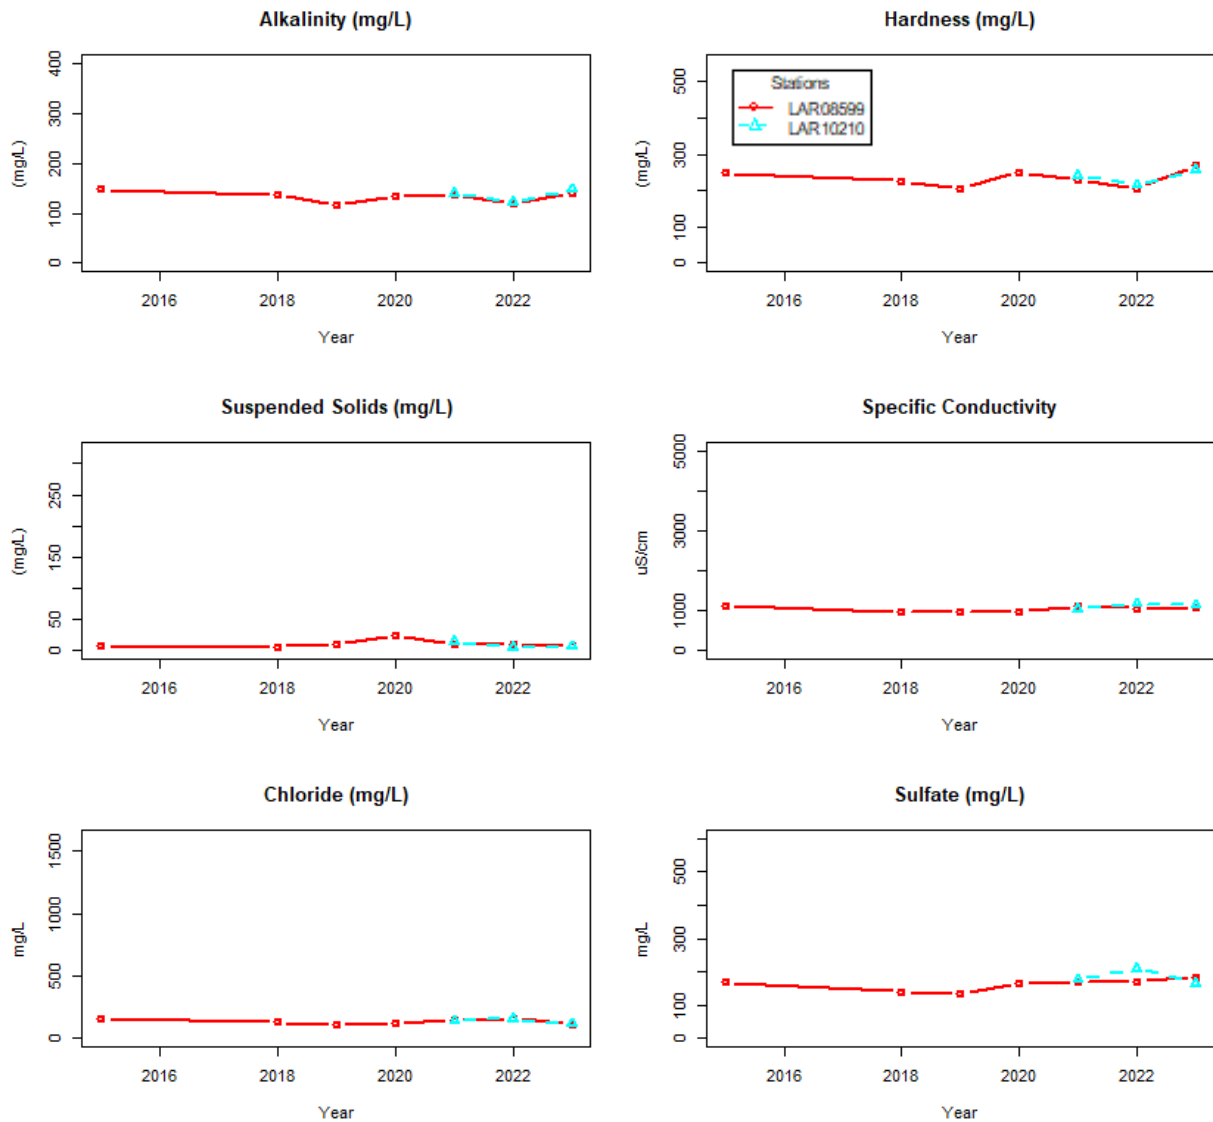 Alkalinity (mg/L)
(mg/L)
400
300
200
100
0
2016 2018 2020 2022
Year
Hardness (mg/L)
(mg/L)
500
300
100
0
Stations
LAR08599
LAR10210
2016 2018 2020 2022
Year
Suspended Solids (mg/L)
(mg/L)
250
150
50
0
2016 2018 2020 2022
Year
Specific Conductivity
uS/cm
5000
3000
1000
0
2016 2018 2020 2022
Year
Chloride (mg/L)
mg/L
1500
1000
500
0
2016 2018 2020 2022
Year
Sulfate (mg/L)
mg/L
500
300
100
0
2016 2018 2020 2022
Year